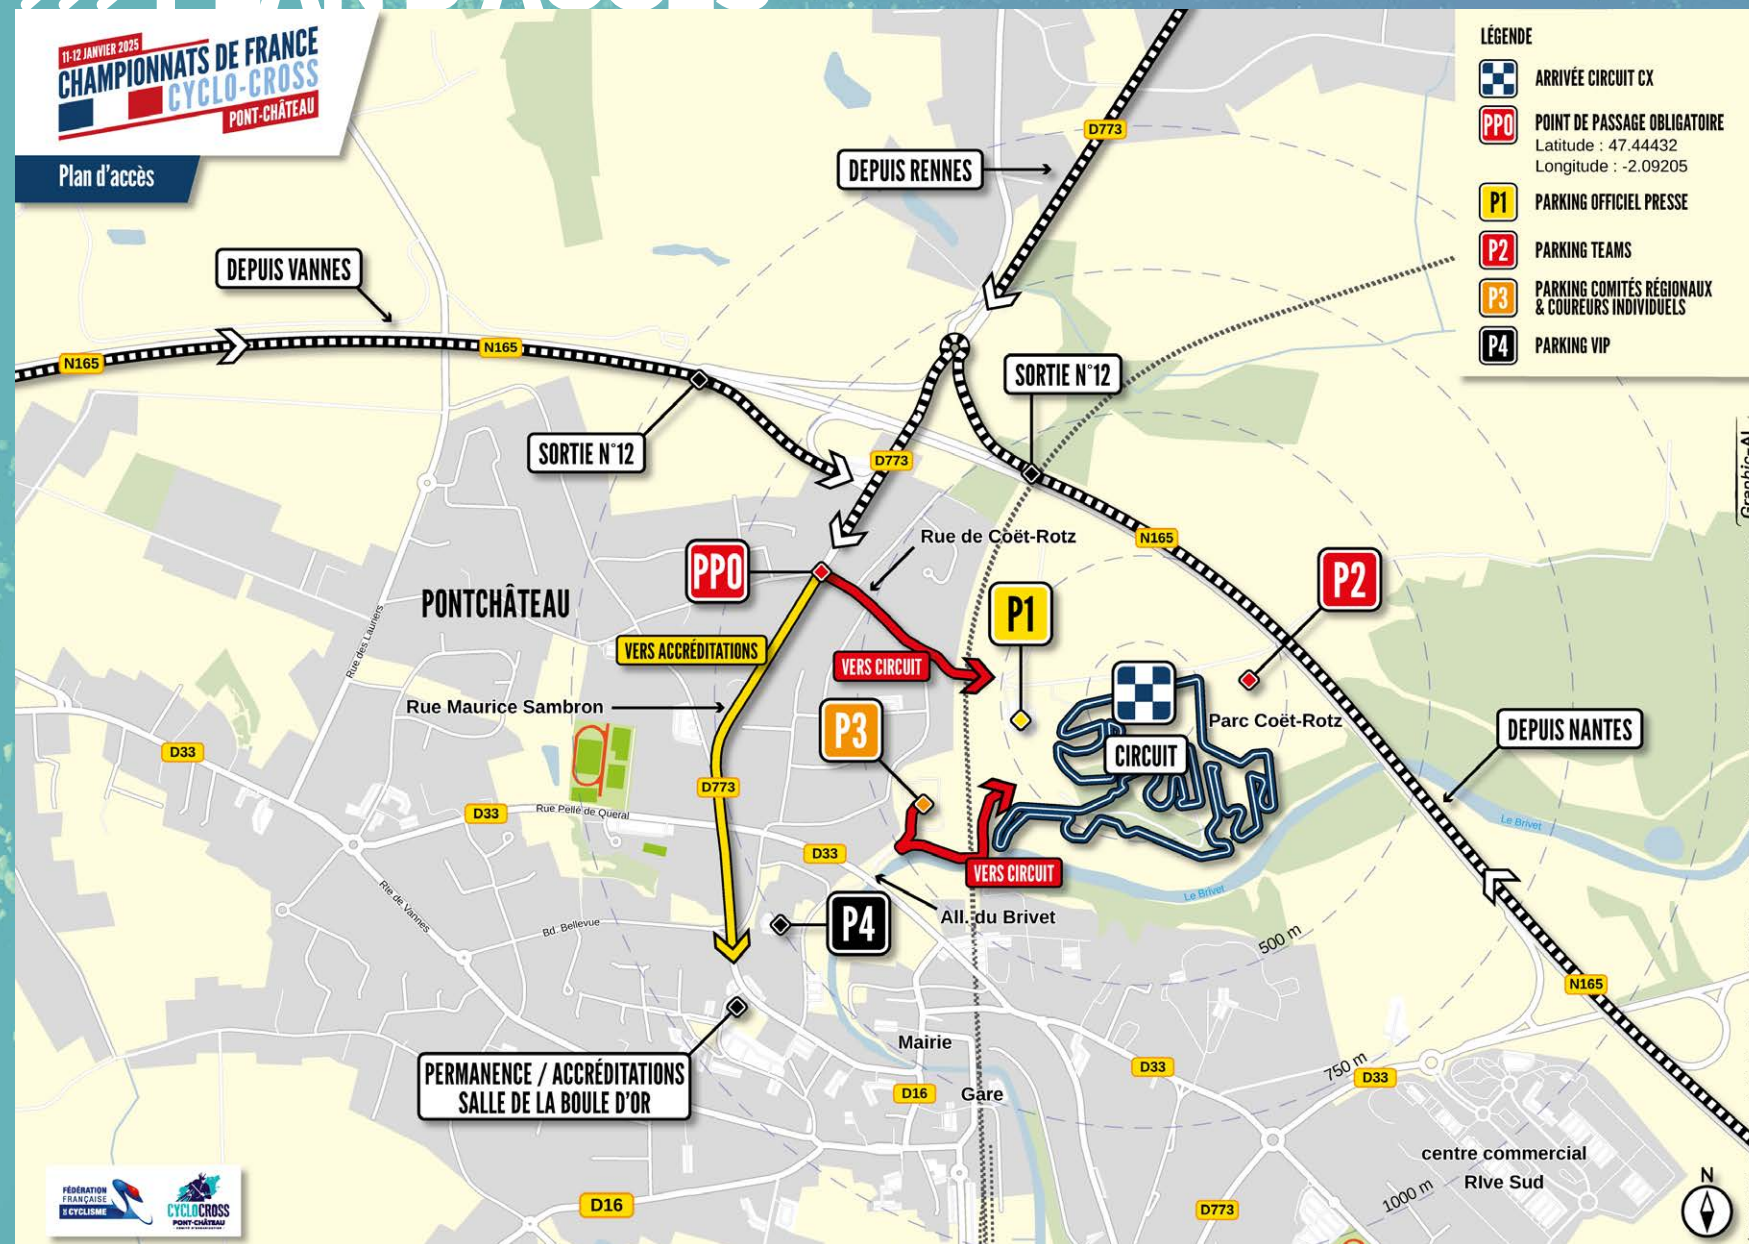 11-12 JANVIER 2025
CHAMPIONNATS DE FRANCE
CYCLO-CROSS
PONT-CHÂTEAU
Plan d'accès
LÉGENDE
ARRIVÉE CIRCUIT CX
PPO
POINT DE PASSAGE OBLIGATOIRE
Latitude : 47.44432
Longitude : -2.09205
P1
PARKING OFFICIEL PRESSE
P2
PARKING TEAMS
P3
PARKING COMITÉS RÉGIONAUX
& COUREURS INDIVIDUELS
P4
PARKING VIP
D773
DEPUIS RENNES
DEPUIS VANNES
N165
N165
SORTIE N°12
SORTIE N°12
D773
N165
Rue de Coët-Rotz
PPO
P1
P2
PONTCHÂTEAU
Rue des Lauriers
VERS ACCRÉDITATIONS
VERS CIRCUIT
Rue Maurice Sambron
P3
Parc Coët-Rotz
CIRCUIT
DEPUIS NANTES
D33
D773
D33
Rue Pellé de Queral
D33
Le Brivet
VERS CIRCUIT
Le Brivet
Rte de Vannes
Bd. Bellevue
P4
All. du Brivet
500 m
N165
PERMANENCE / ACCRÉDITATIONS
SALLE DE LA BOULE D'OR
Mairie
D16
Gare
D33
750 m
D33
centre commercial
RIve Sud
1000 m
D16
D773
N
FÉDÉRATION
FRANÇAISE
DE CYCLISME
CYCLOCROSS
PONT-CHÂTEAU